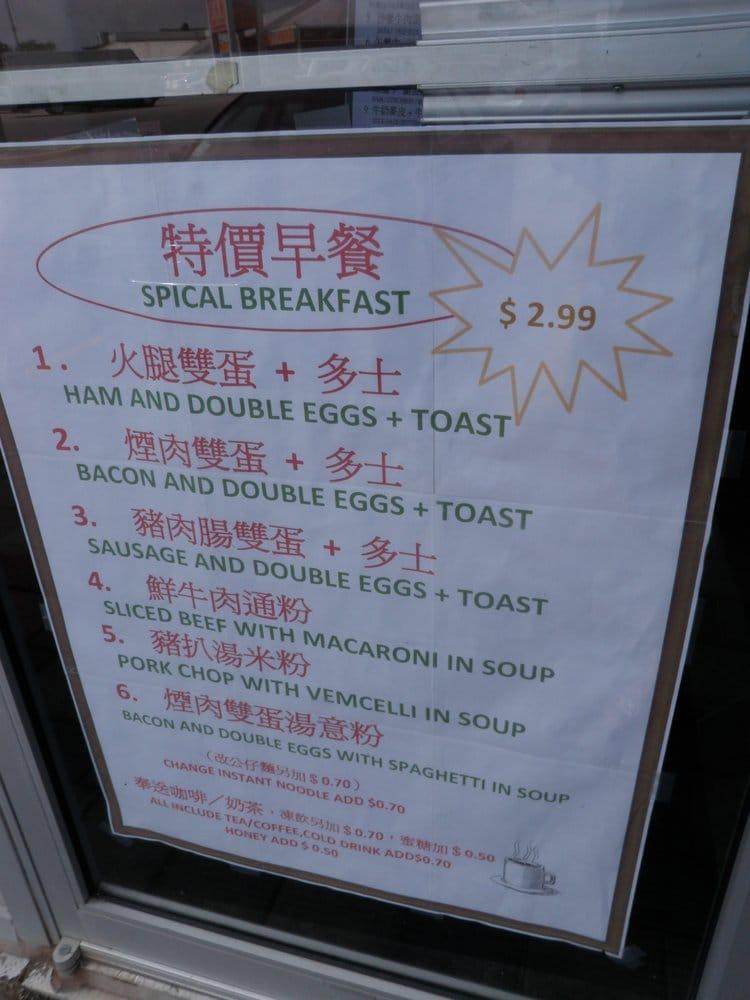 9 牛奶麥皮+
特價早餐
SPICAL BREAKFAST
$ 2.99
1. 火腿雙蛋 + 多士
HAM AND DOUBLE EGGS + TOAST
2. 煙肉雙蛋 + 多士
BACON AND DOUBLE EGGS + TOAST
3. 豬肉腸雙蛋 + 多士
SAUSAGE AND DOUBLE EGGS + TOAST
4. 鮮牛肉通粉
SLICED BEEF WITH MACARONI IN SOUP
5. 豬扒湯米粉
PORK CHOP WITH VEMCELLI IN SOUP
6. 煙肉雙蛋湯意粉
BACON AND DOUBLE EGGS WITH SPAGHETTI IN SOUP
（改公仔麵另加 $ 0.70）
CHANGE INSTANT NOODLE ADD $0.70
奉送咖啡／奶茶，凍飲另加 $ 0.70，蜜糖加 $ 0.50
ALL INCLUDE TEA/COFFEE,COLD DRINK ADD$0.70
HONEY ADD $ 0.50